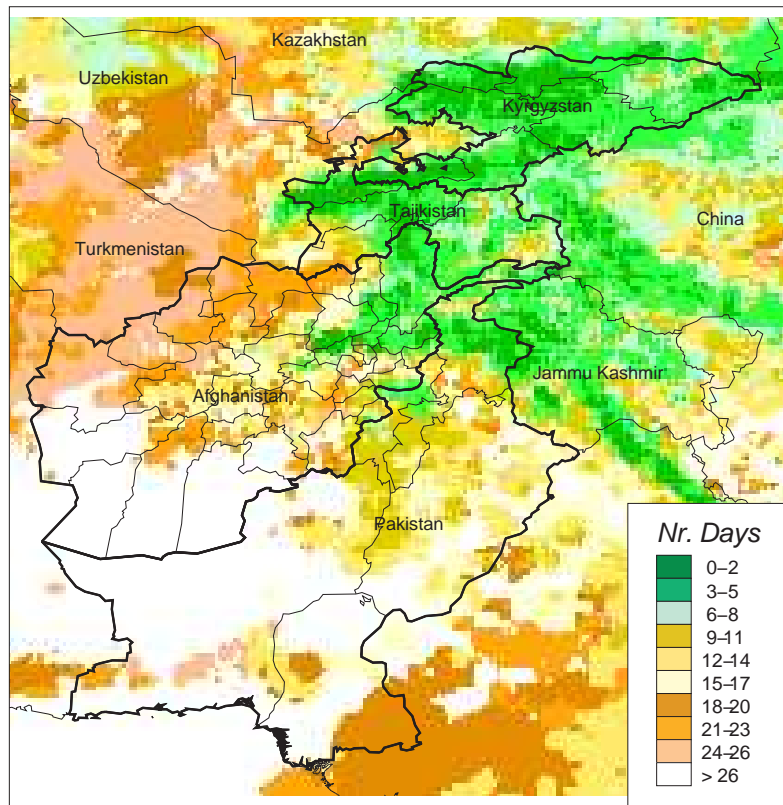 Kazakhstan
Uzbekistan
Kyrgyzstan
Tajikistan
China
Turkmenistan
Jammu Kashmir
Afghanistan
Pakistan
Nr. Days
0–2
3–5
6–8
9–11
12–14
15–17
18–20
21–23
24–26
> 26